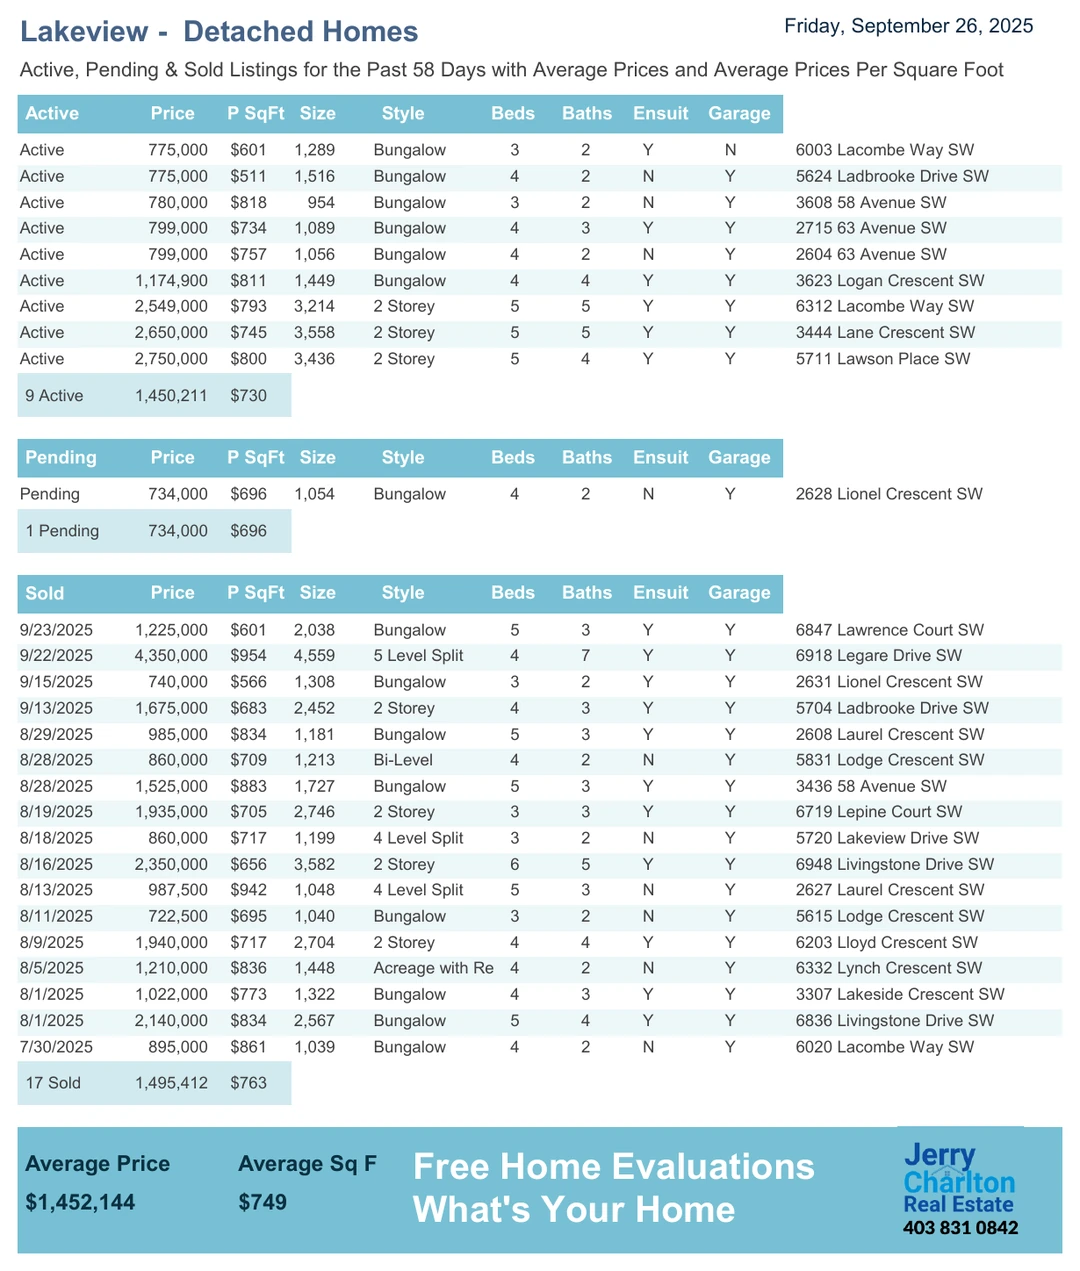 Lakeview - Detached Homes
Friday, September 26, 2025
Active, Pending & Sold Listings for the Past 58 Days with Average Prices and Average Prices Per Square Foot
Active Price P SqFt Size Style Beds Baths Ensuit Garage
Active 775,000 $601 1,289 Bungalow 3 2 Y N 6003 Lacombe Way SW
Active 775,000 $511 1,516 Bungalow 4 2 N Y 5624 Ladbrooke Drive SW
Active 780,000 $818 954 Bungalow 3 2 N Y 3608 58 Avenue SW
Active 799,000 $734 1,089 Bungalow 4 3 Y Y 2715 63 Avenue SW
Active 799,000 $757 1,056 Bungalow 4 2 N Y 2604 63 Avenue SW
Active 1,174,900 $811 1,449 Bungalow 4 4 Y Y 3623 Logan Crescent SW
Active 2,549,000 $793 3,214 2 Storey 5 5 Y Y 6312 Lacombe Way SW
Active 2,650,000 $745 3,558 2 Storey 5 5 Y Y 3444 Lane Crescent SW
Active 2,750,000 $800 3,436 2 Storey 5 4 Y Y 5711 Lawson Place SW
9 Active 1,450,211 $730
Pending Price P SqFt Size Style Beds Baths Ensuit Garage
Pending 734,000 $696 1,054 Bungalow 4 2 N Y 2628 Lionel Crescent SW
1 Pending 734,000 $696
Sold Price P SqFt Size Style Beds Baths Ensuit Garage
9/23/2025 1,225,000 $601 2,038 Bungalow 5 3 Y Y 6847 Lawrence Court SW
9/22/2025 4,350,000 $954 4,559 5 Level Split 4 7 Y Y 6918 Legare Drive SW
9/15/2025 740,000 $566 1,308 Bungalow 3 2 Y Y 2631 Lionel Crescent SW
9/13/2025 1,675,000 $683 2,452 2 Storey 4 3 Y Y 5704 Ladbrooke Drive SW
8/29/2025 985,000 $834 1,181 Bungalow 5 3 Y Y 2608 Laurel Crescent SW
8/28/2025 860,000 $709 1,213 Bi-Level 4 2 N Y 5831 Lodge Crescent SW
8/28/2025 1,525,000 $883 1,727 Bungalow 5 3 Y Y 3436 58 Avenue SW
8/19/2025 1,935,000 $705 2,746 2 Storey 3 3 Y Y 6719 Lepine Court SW
8/18/2025 860,000 $717 1,199 4 Level Split 3 2 N Y 5720 Lakeview Drive SW
8/16/2025 2,350,000 $656 3,582 2 Storey 6 5 Y Y 6948 Livingstone Drive SW
8/13/2025 987,500 $942 1,048 4 Level Split 5 3 N Y 2627 Laurel Crescent SW
8/11/2025 722,500 $695 1,040 Bungalow 3 2 N Y 5615 Lodge Crescent SW
8/9/2025 1,940,000 $717 2,704 2 Storey 4 4 Y Y 6203 Lloyd Crescent SW
8/5/2025 1,210,000 $836 1,448 Acreage with Re 4 2 N Y 6332 Lynch Crescent SW
8/1/2025 1,022,000 $773 1,322 Bungalow 4 3 Y Y 3307 Lakeside Crescent SW
8/1/2025 2,140,000 $834 2,567 Bungalow 5 4 Y Y 6836 Livingstone Drive SW
7/30/2025 895,000 $861 1,039 Bungalow 4 2 N Y 6020 Lacombe Way SW
17 Sold 1,495,412 $763
Average Price Average Sq F
$1,452,144 $749
Free Home Evaluations
What's Your Home
Jerry
Charlton
Real Estate
403 831 0842